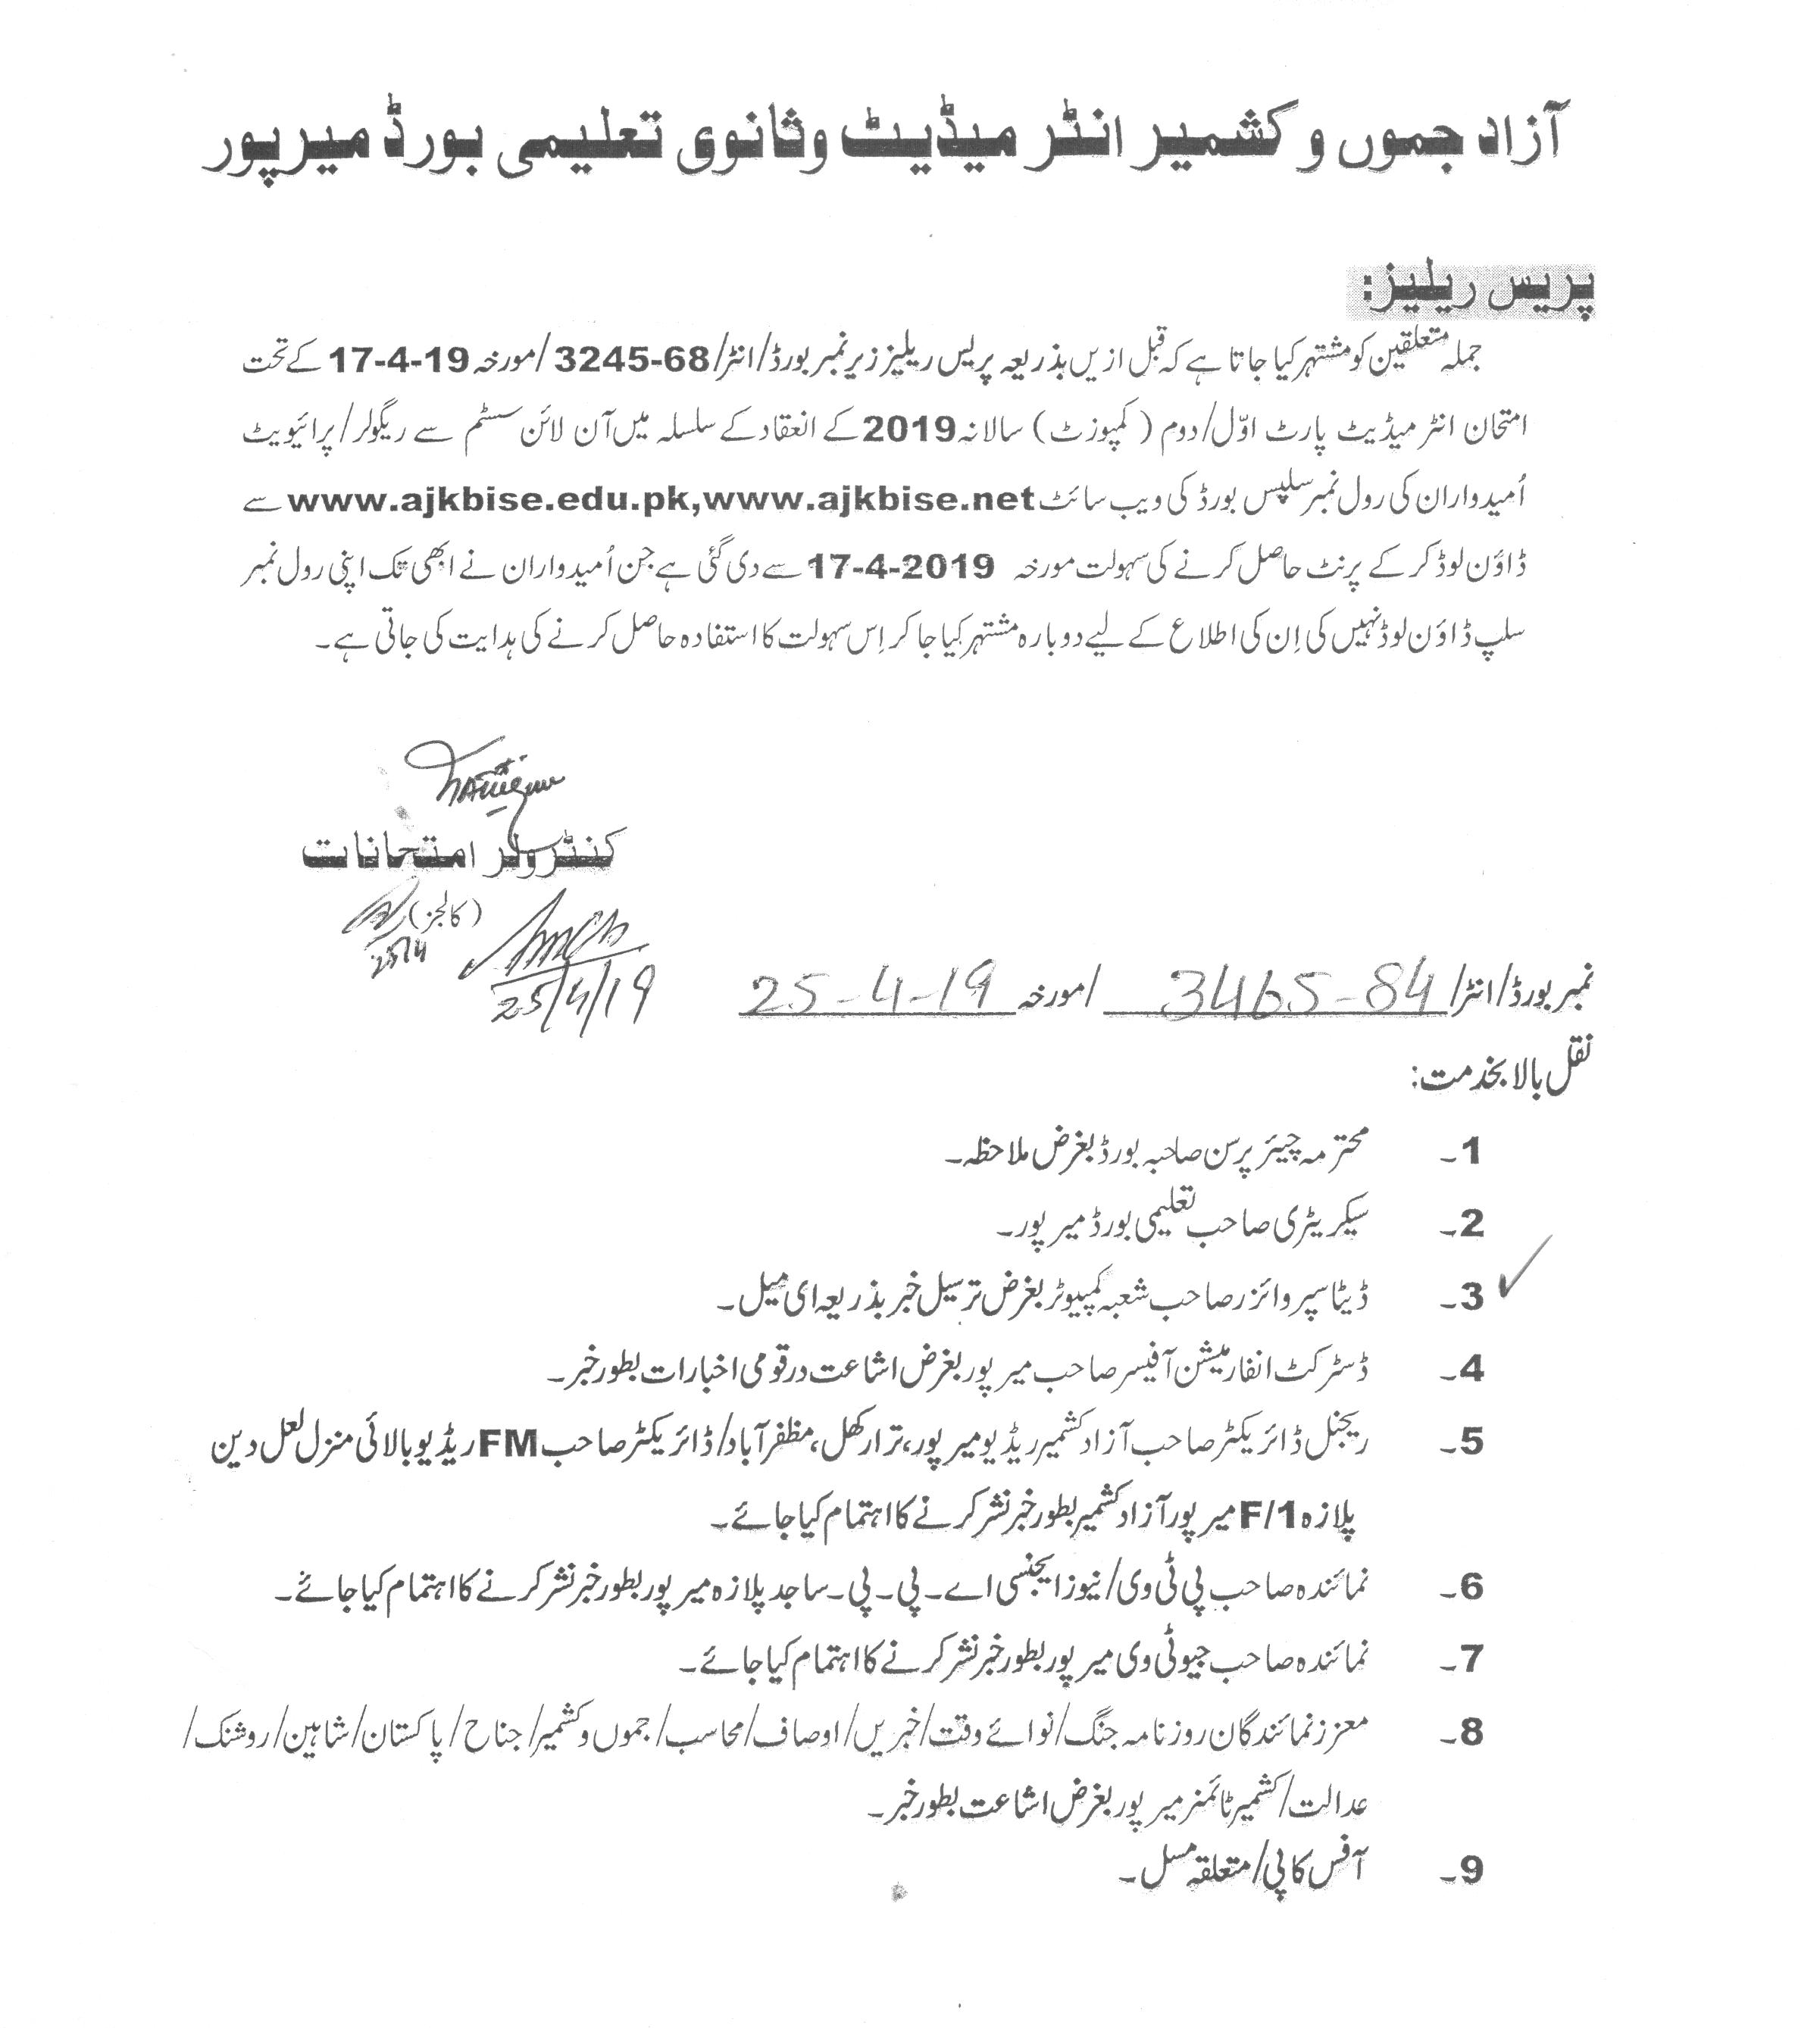 آزاد جموں و کشمیر انٹر میڈیٹ وثانوی تعلیمی بورڈ میرپور
پریس ریلیز:
جملہ متعلقین کو مشتہر کیا جاتا ہے کہ قبل ازیں بذریعہ پریس ریلیز زیر نمبر بورڈ/انٹر/3245-68/مورخہ 17-4-19 کے تحت
امتحان انٹر میڈیٹ پارٹ اوّل/دوم (کمپوزٹ) سالانہ 2019 کے انعقاد کے سلسلہ میں آن لائن سسٹم سے ریگولر/پرائیویٹ
اُمیدواران کی رول نمبر سلپس بورڈ کی ویب سائٹ www.ajkbise.edu.pk,www.ajkbise.net سے
ڈاؤن لوڈ کر کے پرنٹ حاصل کرنے کی سہولت مورخہ 17-4-2019 سے دی گئی ہے جن اُمیدواران نے ابھی تک اپنی رول نمبر
سلپ ڈاؤن لوڈ نہیں کی اِن کی اطلاع کے لیے دوبارہ مشتہر کیا جا کر اِس سہولت کا استفادہ حاصل کرنے کی ہدایت کی جاتی ہے۔
کنٹرولر امتحانات
(کالجز)
25/4
25/4/19
نمبر بورڈ/انٹر/ 3465-84 /مورخہ 25-4-19
نقل بالا بخدمت:
1۔ محترمہ چیئر پرسن صاحبہ بورڈ بغرض ملاحظہ۔
2۔ سیکریٹری صاحب تعلیمی بورڈ میرپور۔
3۔ ڈیٹا سپروائزر صاحب شعبہ کمپیوٹر بغرض ترسیل خبر بذریعہ ای میل۔
4۔ ڈسٹرکٹ انفارمیشن آفیسر صاحب میرپور بغرض اشاعت در قومی اخبارات بطور خبر۔
5۔ ریجنل ڈائریکٹر صاحب آزاد کشمیر ریڈیو میرپور، تراڑکھل، مظفر آباد/ڈائریکٹر صاحب FM ریڈیو بالائی منزل لعل دین
پلازہ F/1 میرپور آزاد کشمیر بطور خبر نشر کرنے کا اہتمام کیا جائے۔
6۔ نمائندہ صاحب پی ٹی وی/نیوز ایجنسی اے۔پی۔پی۔ساجد پلازہ میرپور بطور خبر نشر کرنے کا اہتمام کیا جائے۔
7۔ نمائندہ صاحب جیو ٹی وی میرپور بطور خبر نشر کرنے کا اہتمام کیا جائے۔
8۔ معزز نمائندگان روزنامہ جنگ/نوائے وقت/خبریں/اوصاف/محاسب/جموں و کشمیر/جناح/پاکستان/شاہین/روشنک/
عدالت/کشمیر ٹائمز میرپور بغرض اشاعت بطور خبر۔
9۔ آفس کاپی/متعلقہ مسل۔